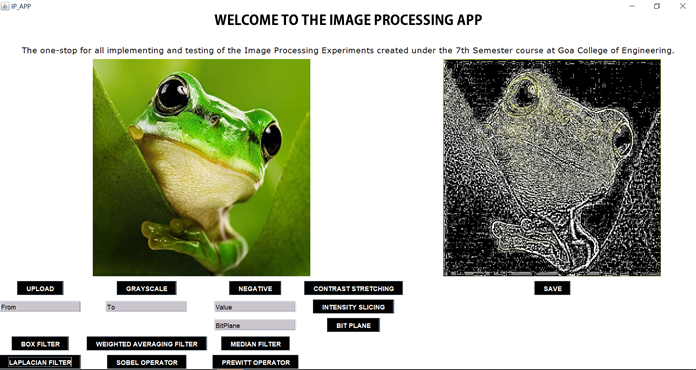 IP_APP
WELCOME TO THE IMAGE PROCESSING APP
The one-stop for all implementing and testing of the Image Processing Experiments created under the 7th Semester course at Goa College of Engineering.
UPLOAD GRAYSCALE NEGATIVE CONTRAST STRETCHING SAVE
From To Value INTENSITY SLICING
BitPlane BIT PLANE
BOX FILTER WEIGHTED AVERAGING FILTER MEDIAN FILTER
LAPLACIAN FILTER SOBEL OPERATOR PREWITT OPERATOR